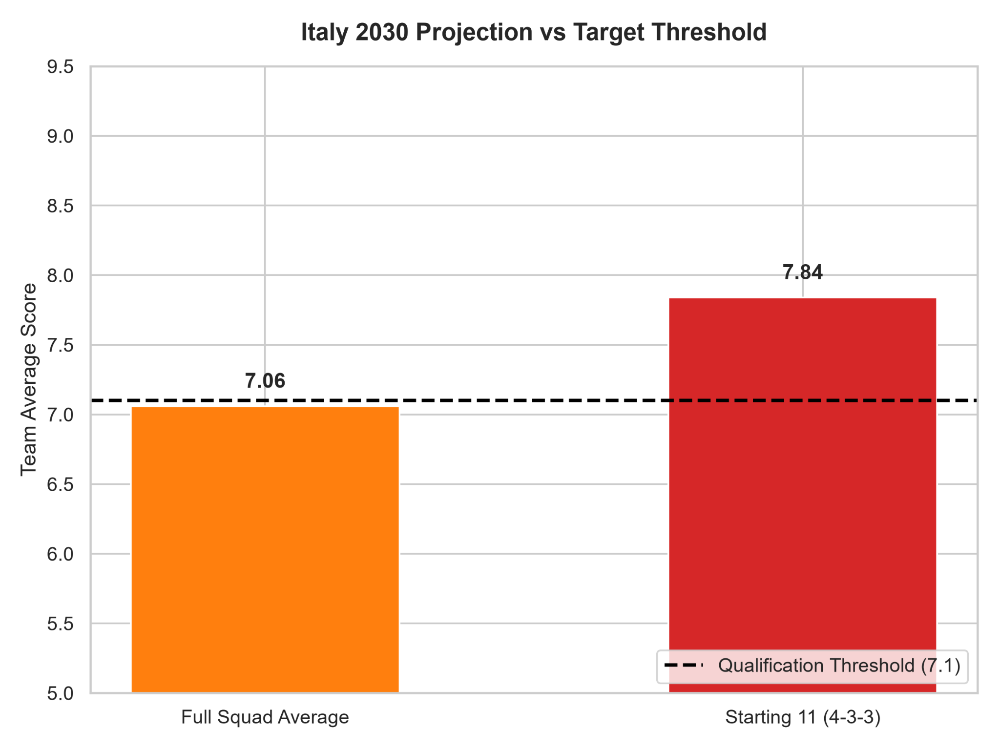 Italy 2030 Projection vs Target Threshold
Team Average Score
9.5
9.0
8.5
8.0
7.5
7.0
6.5
6.0
5.5
5.0
7.06
7.84
Qualification Threshold (7.1)
Full Squad Average
Starting 11 (4-3-3)